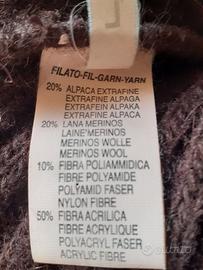 FILATO-FIL-GARN-YARN
20% ALPACA EXTRAFINE
EXTRAFINE ALPAGA
EXTRAFEIN ALPAKA
EXTRAFINE ALPACA
20% LANA MERINOS
LAINE'MERINOS
MERINOS WOLLE
MERINOS WOOL
10% FIBRA POLIAMMIDICA
FIBRE POLYAMIDE
POLYAMID FASER
NYLON FIBRE
50% FIBRA ACRILICA
FIBRE ACRYLIQUE
POLYACRYL FASER
ACRYLIC FIBRE
subito